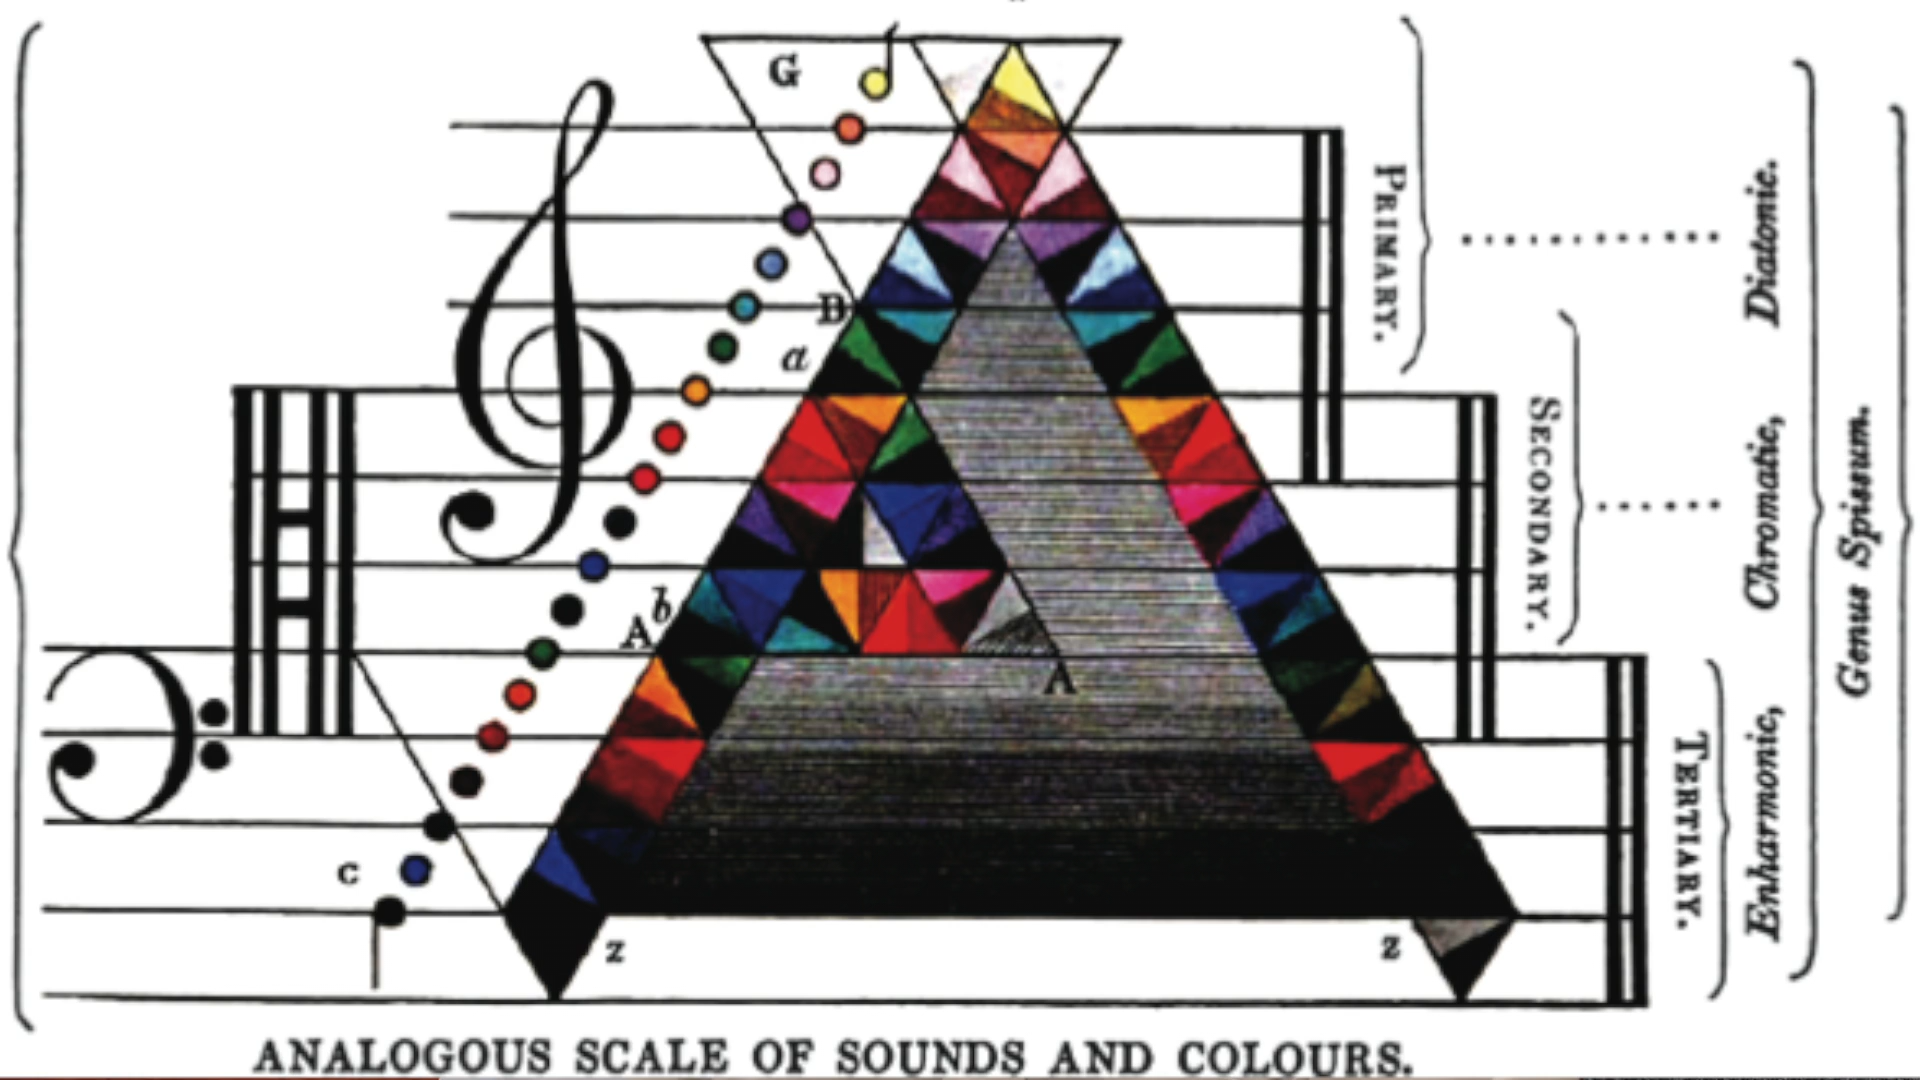 G
B
a
b
A
A
c
z
z
PRIMARY.
SECONDARY.
TERTIARY.
Diatonic.
Chromatic,
Enharmonic,
Genus Spissum.
ANALOGOUS SCALE OF SOUNDS AND COLOURS.